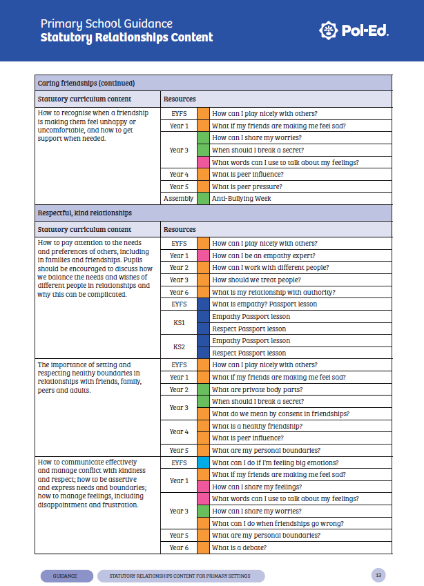 Primary School Guidance
Statutory Relationships Content
Pol-Ed.
Caring friendships (continued)
Statutory curriculum content
Resources
How to recognise when a friendship
is making them feel unhappy or
uncomfortable, and how to get
support when needed.
EYFS
How can I play nicely with others?
Year 1
What if my friends are making me feel sad?
Year 3
How can I share my worries?
When should I break a secret?
What words can I use to talk about my feelings?
Year 4
What is peer influence?
Year 5
What is peer pressure?
Assembly
Anti-Bullying Week
Respectful, kind relationships
Statutory curriculum content
Resources
How to pay attention to the needs
and preferences of others, including
in families and friendships. Pupils
should be encouraged to discuss how
we balance the needs and wishes of
different people in relationships and
why this can be complicated.
EYFS
How can I play nicely with others?
Year 1
How can I be an empathy expert?
Year 2
How can I work with different people?
Year 3
How should we treat people?
Year 6
What is my relationship with authority?
EYFS
What is empathy? Passport lesson
KS1
Empathy Passport lesson
Respect Passport lesson
KS2
Empathy Passport lesson
Respect Passport lesson
The importance of setting and
respecting healthy boundaries in
relationships with friends, family,
peers and adults.
EYFS
How can I play nicely with others?
Year 1
What if my friends are making me feel sad?
Year 2
What are private body parts?
Year 3
When should I break a secret?
What do we mean by consent in friendships?
Year 4
What is a healthy friendship?
What is peer influence?
Year 5
What are my personal boundaries?
How to communicate effectively
and manage conflict with kindness
and respect; how to be assertive
and express needs and boundaries;
how to manage feelings, including
disappointment and frustration.
EYFS
What can I do if I'm feeling big emotions?
Year 1
What if my friends are making me feel sad?
How can I share my feelings?
Year 3
What words can I use to talk about my feelings?
How can I share my worries?
What can I do when friendships go wrong?
Year 5
What are my personal boundaries?
Year 6
What is a debate?
GUIDANCE
STATUTORY RELATIONSHIPS CONTENT FOR PRIMARY SETTINGS